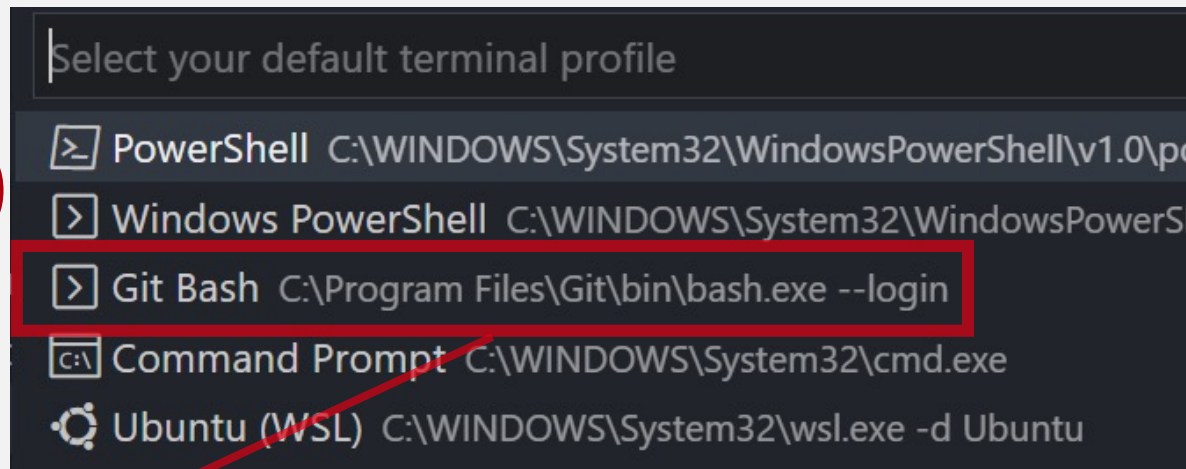 Select your default terminal profile
PowerShell C:\WINDOWS\System32\WindowsPowerShell\v1.0\
Windows PowerShell C:\WINDOWS\System32\
Git Bash C:\Program Files\Git\bin\bash.exe --login
C:\ Command Prompt C:\WINDOWS\System32\cmd.exe
Ubuntu (WSL) C:\WINDOWS\System32\wsl.exe -d Ubuntu